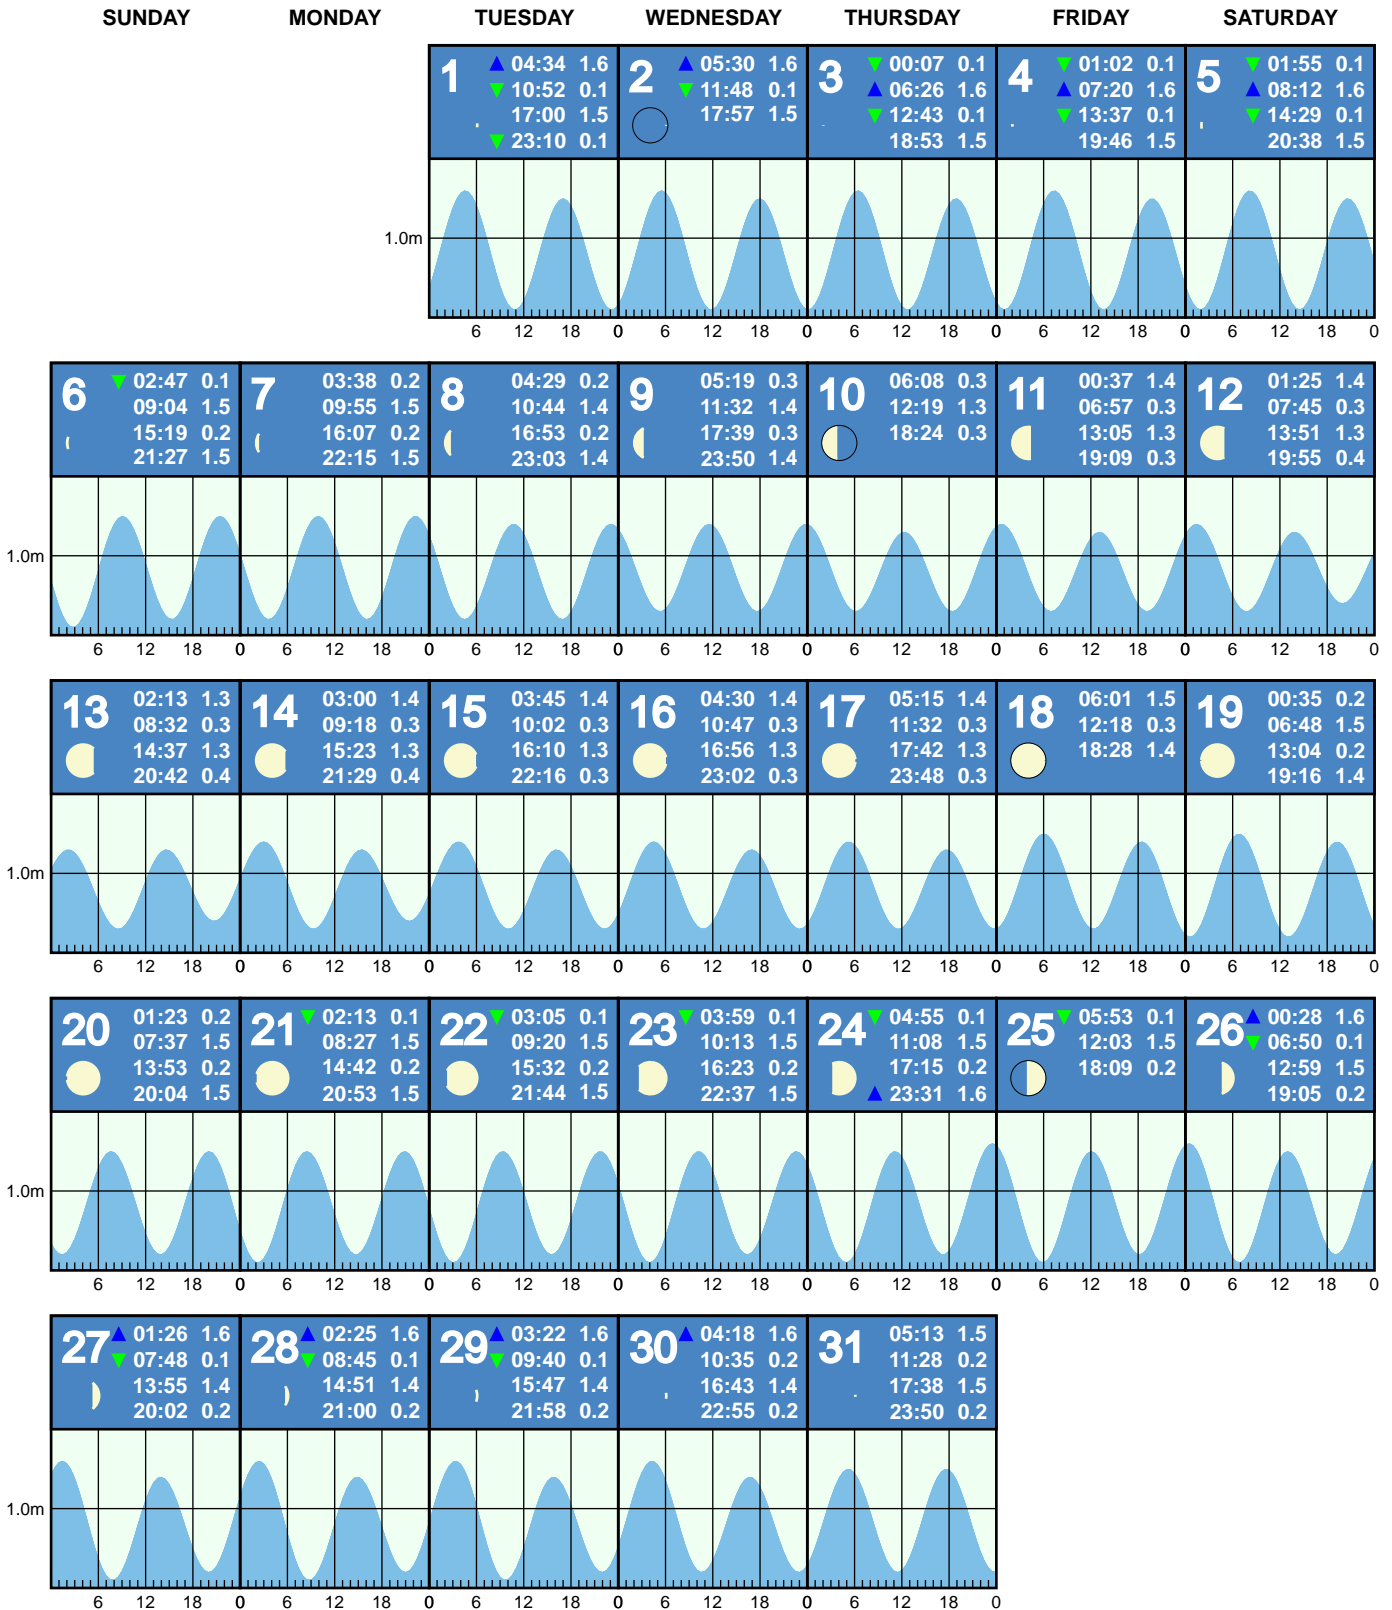 SUNDAY MONDAY TUESDAY WEDNESDAY THURSDAY FRIDAY SATURDAY
1
▲ 04:34 1.6
▼ 10:52 0.1
17:00 1.5
▼ 23:10 0.1
2
▲ 05:30 1.6
▼ 11:48 0.1
17:57 1.5
3
▼ 00:07 0.1
▲ 06:26 1.6
▼ 12:43 0.1
18:53 1.5
4
▼ 01:02 0.1
▲ 07:20 1.6
▼ 13:37 0.1
19:46 1.5
5
▼ 01:55 0.1
▲ 08:12 1.6
▼ 14:29 0.1
20:38 1.5
1.0m
6 12 18 0 6 12 18 0 6 12 18 0 6 12 18 0 6 12 18 0
6
▼ 02:47 0.1
09:04 1.5
15:19 0.2
21:27 1.5
7
03:38 0.2
09:55 1.5
16:07 0.2
22:15 1.5
8
04:29 0.2
10:44 1.4
16:53 0.2
23:03 1.4
9
05:19 0.3
11:32 1.4
17:39 0.3
23:50 1.4
10
06:08 0.3
12:19 1.3
18:24 0.3
11
00:37 1.4
06:57 0.3
13:05 1.3
19:09 0.3
12
01:25 1.4
07:45 0.3
13:51 1.3
19:55 0.4
1.0m
6 12 18 0 6 12 18 0 6 12 18 0 6 12 18 0 6 12 18 0 6 12 18 0 6 12 18 0
13
02:13 1.3
08:32 0.3
14:37 1.3
20:42 0.4
14
03:00 1.4
09:18 0.3
15:23 1.3
21:29 0.4
15
03:45 1.4
10:02 0.3
16:10 1.3
22:16 0.3
16
04:30 1.4
10:47 0.3
16:56 1.3
23:02 0.3
17
05:15 1.4
11:32 0.3
17:42 1.3
23:48 0.3
18
06:01 1.5
12:18 0.3
18:28 1.4
19
00:35 0.2
06:48 1.5
13:04 0.2
19:16 1.4
1.0m
6 12 18 0 6 12 18 0 6 12 18 0 6 12 18 0 6 12 18 0 6 12 18 0 6 12 18 0
20
01:23 0.2
07:37 1.5
13:53 0.2
20:04 1.5
21
▼ 02:13 0.1
08:27 1.5
14:42 0.2
20:53 1.5
22
▼ 03:05 0.1
09:20 1.5
15:32 0.2
21:44 1.5
23
▼ 03:59 0.1
10:13 1.5
16:23 0.2
22:37 1.5
24
▼ 04:55 0.1
11:08 1.5
17:15 0.2
▲ 23:31 1.6
25
▼ 05:53 0.1
12:03 1.5
18:09 0.2
26
▲ 00:28 1.6
▼ 06:50 0.1
12:59 1.5
19:05 0.2
1.0m
6 12 18 0 6 12 18 0 6 12 18 0 6 12 18 0 6 12 18 0 6 12 18 0 6 12 18 0
27
▲ 01:26 1.6
▼ 07:48 0.1
13:55 1.4
20:02 0.2
28
▲ 02:25 1.6
▼ 08:45 0.1
14:51 1.4
21:00 0.2
29
▲ 03:22 1.6
▼ 09:40 0.1
15:47 1.4
21:58 0.2
30
▲ 04:18 1.6
10:35 0.2
16:43 1.4
22:55 0.2
31
05:13 1.5
11:28 0.2
17:38 1.5
23:50 0.2
1.0m
6 12 18 0 6 12 18 0 6 12 18 0 6 12 18 0 6 12 18 0